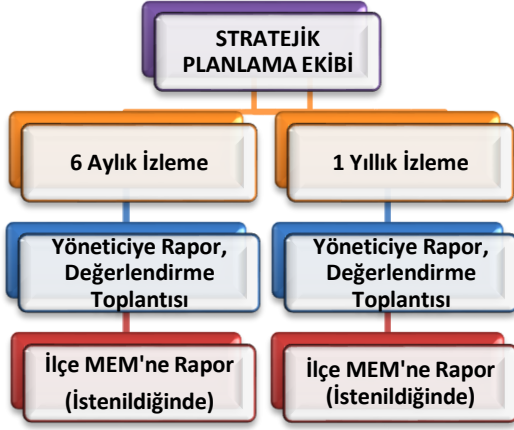 STRATEJİK
PLANLAMA EKİBİ
6 Aylık İzleme
1 Yıllık İzleme
Yöneticiye Rapor,
Değerlendirme
Toplantısı
Yöneticiye Rapor,
Değerlendirme
Toplantısı
İlçe MEM'ne Rapor
(İstenildiğinde)
İlçe MEM'ne Rapor
(İstenildiğinde)